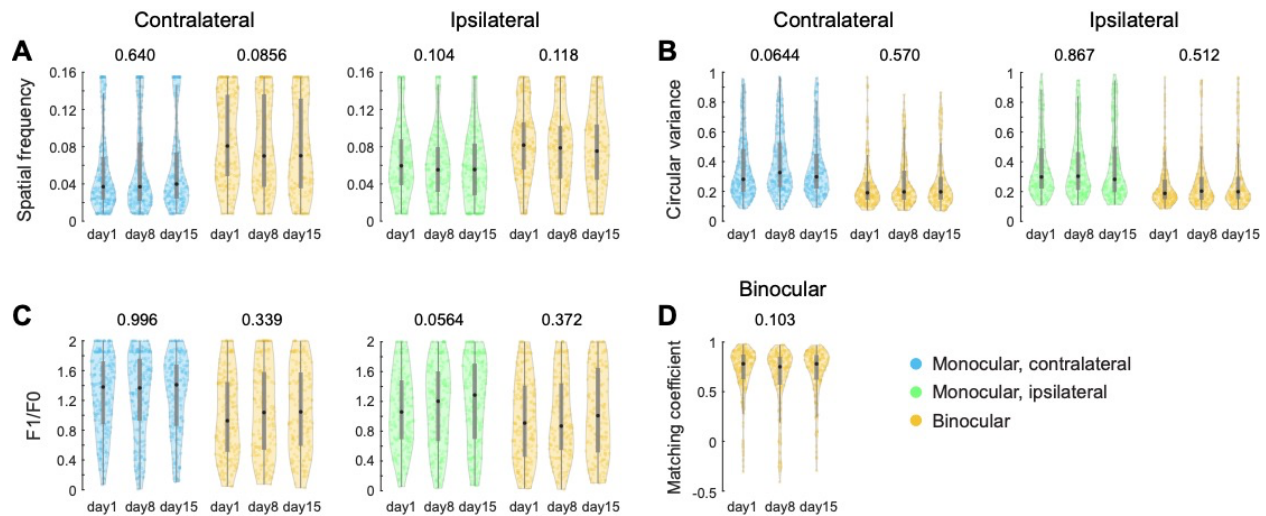 Contralateral Ipsilateral Contralateral Ipsilateral
A B
0.640 0.0856 0.104 0.118 0.0644 0.570 0.867 0.512
Spatial frequency
0.16 0.16 1 1
0.12 0.12 0.8 0.8
0.08 0.08 0.6 0.6
0.04 0.04 0.4 0.4
0 0 0.2 0.2
0 0
Circular variance
day1 day8 day15 day1 day8 day15 day1 day8 day15 day1 day8 day15 day1 day8 day15 day1 day8 day15 day1 day8 day15 day1 day8 day15
C D
Binocular
0.996 0.339 0.0564 0.372 0.103
F1/F0
2 2
1.6 1.6
1.2 1.2
0.8 0.8
0.4 0.4
0 0
Matching coefficient
1
0.5
0
-0.5
day1 day8 day15 day1 day8 day15 day1 day8 day15 day1 day8 day15 day1 day8 day15
Monocular, contralateral
Monocular, ipsilateral
Binocular